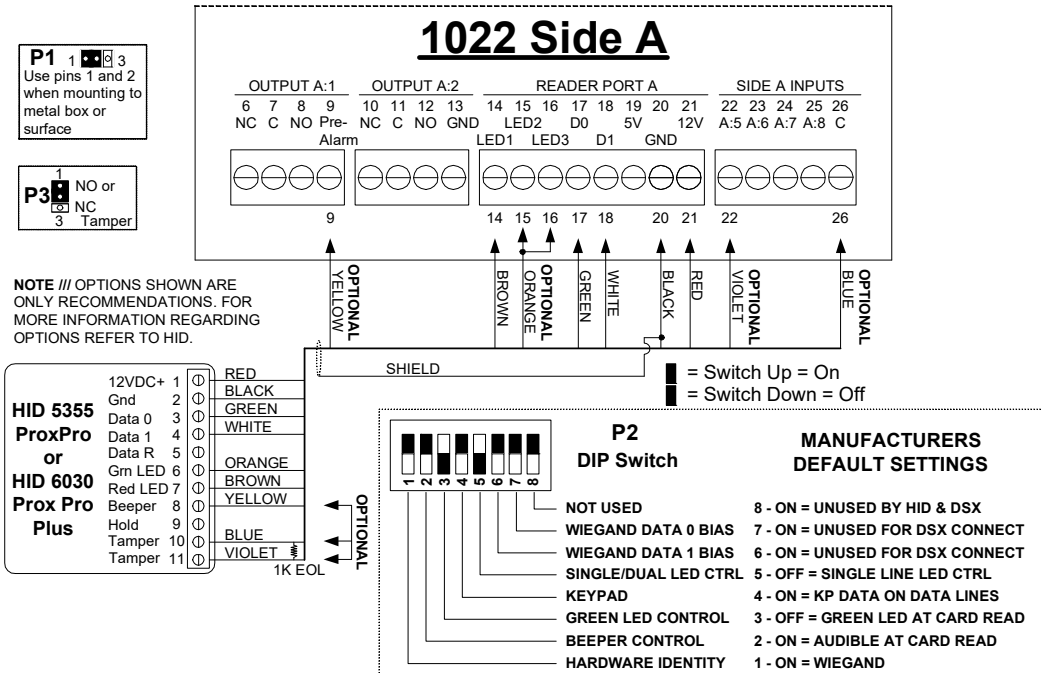 1022 Side A
P1 1 3
Use pins 1 and 2
when mounting to
metal box or
surface
P3
1
NO or
NC
3 Tamper
OUTPUT A:1 OUTPUT A:2 READER PORT A SIDE A INPUTS
6 7 8 9 10 11 12 13 14 15 16 17 18 19 20 21 22 23 24 25 26
NC C NO Pre- NC C NO GND LED2 D0 5V 12V A:5 A:6 A:7 A:8 C
Alarm LED1 LED3 D1 GND
9 14 15 16 17 18 20 21 22 26
YELLOW
OPTIONAL
BROWN
ORANGE
OPTIONAL
GREEN
WHITE
BLACK
RED
VIOLET
OPTIONAL
BLUE
OPTIONAL
NOTE /// OPTIONS SHOWN ARE
ONLY RECOMMENDATIONS. FOR
MORE INFORMATION REGARDING
OPTIONS REFER TO HID.
SHIELD
= Switch Up = On
= Switch Down = Off
HID 5355
ProxPro
or
HID 6030
Prox Pro
Plus
12VDC+ 1 RED
Gnd 2 BLACK
Data 0 3 GREEN
Data 1 4 WHITE
Data R 5
Grn LED 6 ORANGE
Red LED 7 BROWN
Beeper 8 YELLOW
Hold 9
Tamper 10 BLUE
Tamper 11 VIOLET
1K EOL
OPTIONAL
P2
DIP Switch
MANUFACTURERS
DEFAULT SETTINGS
1 2 3 4 5 6 7 8
NOT USED 8 - ON = UNUSED BY HID & DSX
WIEGAND DATA 0 BIAS 7 - ON = UNUSED FOR DSX CONNECT
WIEGAND DATA 1 BIAS 6 - ON = UNUSED FOR DSX CONNECT
SINGLE/DUAL LED CTRL 5 - OFF = SINGLE LINE LED CTRL
KEYPAD 4 - ON = KP DATA ON DATA LINES
GREEN LED CONTROL 3 - OFF = GREEN LED AT CARD READ
BEEPER CONTROL 2 - ON = AUDIBLE AT CARD READ
HARDWARE IDENTITY 1 - ON = WIEGAND